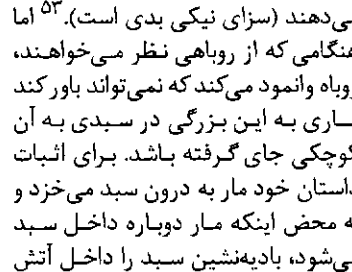 می‌دهند (سزای نیکی بدی است).۵۳ اما
هنگامی که از روباهی نظر می‌خواهند،
روباه وانمود می‌کند که نمی‌تواند باور کند
ماری به این بزرگی در سبدی به آن
کوچکی جای گرفته باشد. برای اثبات
داستان خود مار به درون سبد می‌خزد و
به محض اینکه مار دوباره داخل سبد
می‌شود، بادیه‌نشین سبد را داخل آتش